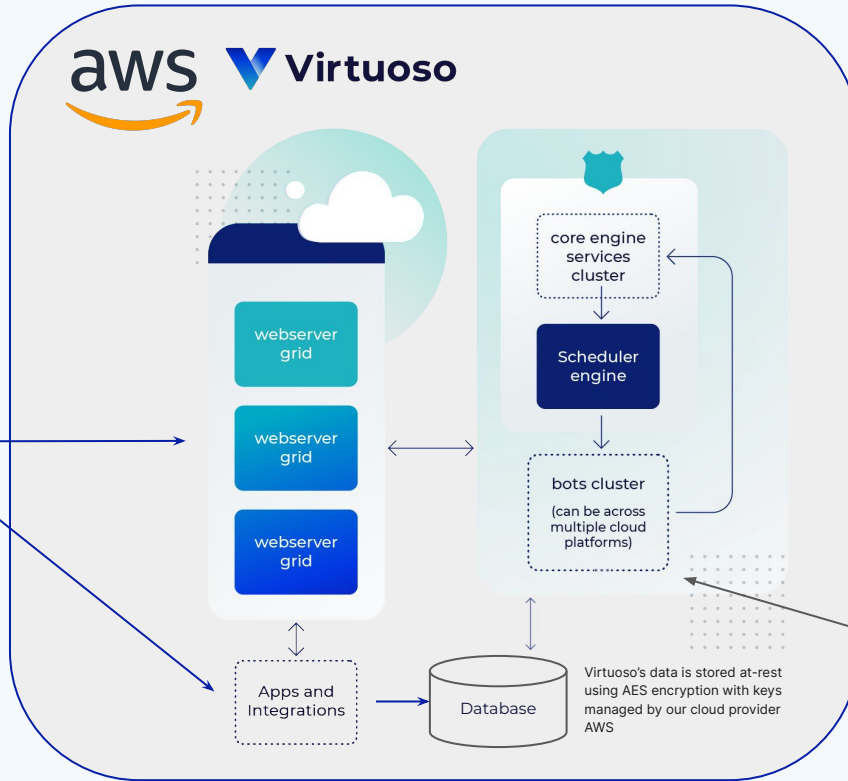 aws
Virtuoso
core engine
services
cluster
webserver
grid
Scheduler
engine
webserver
grid
bots cluster
(can be across
multiple cloud
platforms)
webserver
grid
Apps and
Integrations
Database
Virtuoso’s data is stored at-rest
using AES encryption with keys
managed by our cloud provider
AWS